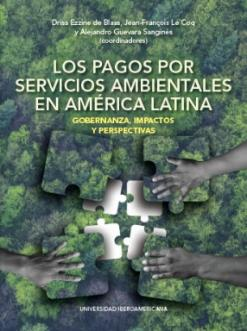 Driss Ezzine de Blass, Jean-François Le Coq
y Alejandro Guevara Sanginés
(coordinadores)
LOS PAGOS POR
SERVICIOS AMBIENTALES
EN AMÉRICA LATINA
GOBERNANZA, IMPACTOS
Y PERSPECTIVAS
UNIVERSIDAD IBEROAMERICANA